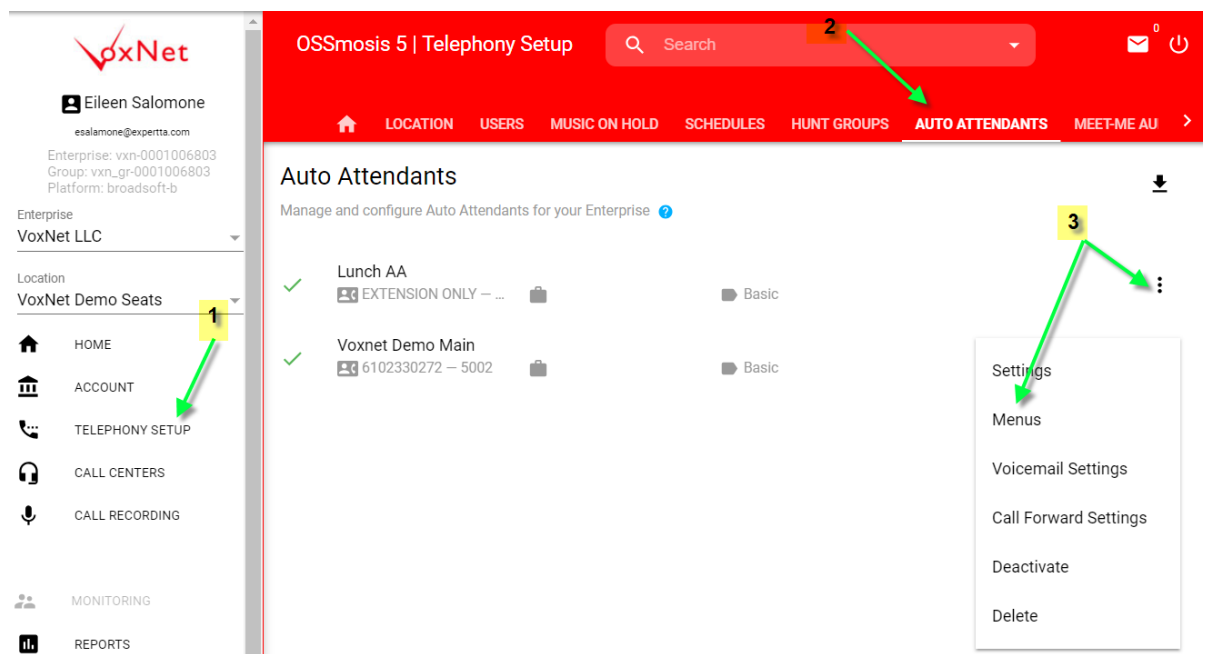 VoxNet
Eileen Salomone
esalamone@expertta.com
Enterprise: vxn-0001006803
Group: vxn_gr-0001006803
Platform: broadsoft-b
Enterprise
VoxNet LLC
Location
VoxNet Demo Seats
1
HOME
ACCOUNT
TELEPHONY SETUP
CALL CENTERS
CALL RECORDING
MONITORING
REPORTS
OSSmosis 5 | Telephony Setup
Search
2
0
LOCATION USERS MUSIC ON HOLD SCHEDULES HUNT GROUPS AUTO ATTENDANTS MEET-ME AU
Auto Attendants
Manage and configure Auto Attendants for your Enterprise ?
3
Lunch AA
EXTENSION ONLY – ... Basic
Voxnet Demo Main
6102330272 – 5002 Basic
Settings
Menus
Voicemail Settings
Call Forward Settings
Deactivate
Delete